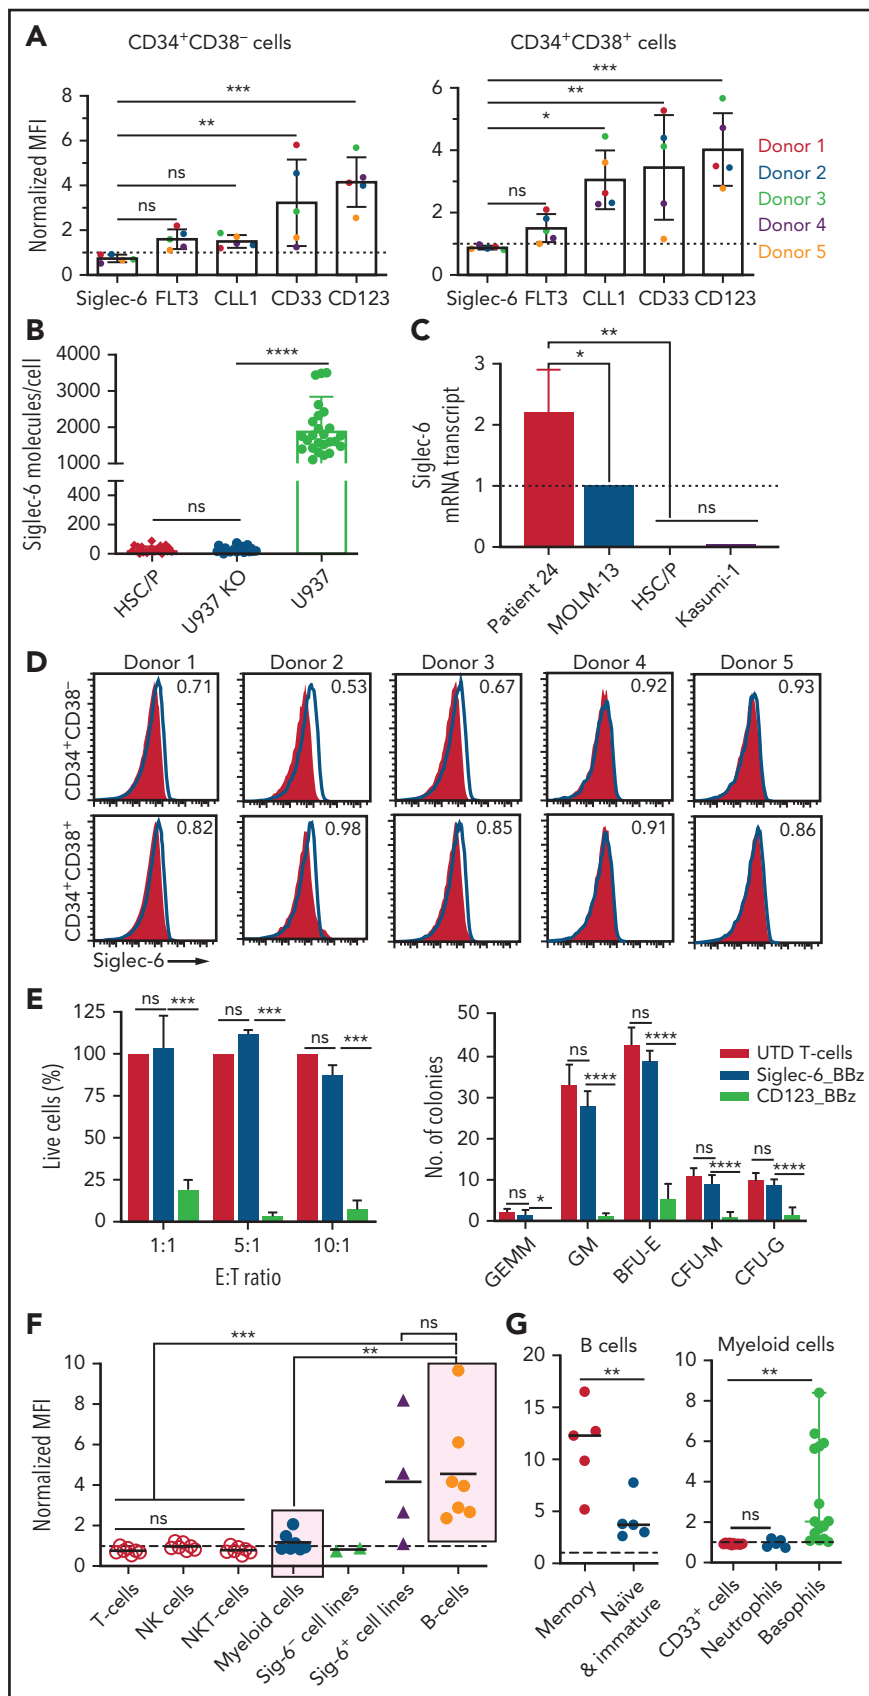 A
CD34⁺CD38⁻ cells
CD34⁺CD38⁺ cells
Normalized MFI
8
6
4
2
0
***
**
ns
ns
Siglec-6 FLT3 CLL1 CD33 CD123
6
4
2
0
***
**
*
ns
Siglec-6 FLT3 CLL1 CD33 CD123
Donor 1
Donor 2
Donor 3
Donor 4
Donor 5
B
Siglec-6 molecules/cell
4000
3000
2000
1000
400
200
0
****
ns
HSC/P
U937 KO
U937
C
Siglec-6
mRNA transcript
3
2
1
0
**
*
ns
Patient 24
MOLM-13
HSC/P
Kasumi-1
D
Donor 1 Donor 2 Donor 3 Donor 4 Donor 5
CD34⁺CD38⁻
0.71 0.53 0.67 0.92 0.93
CD34⁺CD38⁺
0.82 0.98 0.85 0.91 0.86
Siglec-6
E
Live cells (%)
125
100
75
50
25
0
ns *** ns *** ns ***
1:1 5:1 10:1
E:T ratio
No. of colonies
50
40
30
20
10
0
ns * ns **** ns **** ns **** ns ****
GEMM
GM
BFU-E
CFU-M
CFU-G
UTD T-cells
Siglec-6_BBz
CD123_BBz
F
Normalized MFI
10
8
6
4
2
0
ns
***
**
ns
T-cells
NK cells
NKT-cells
Myeloid cells
Sig-6⁻ cell lines
Sig-6⁺ cell lines
B-cells
G
B cells
20
15
10
5
0
**
Memory
Naïve
& immature
Myeloid cells
10
8
6
4
2
0
**
ns
CD33⁺ cells
Neutrophils
Basophils